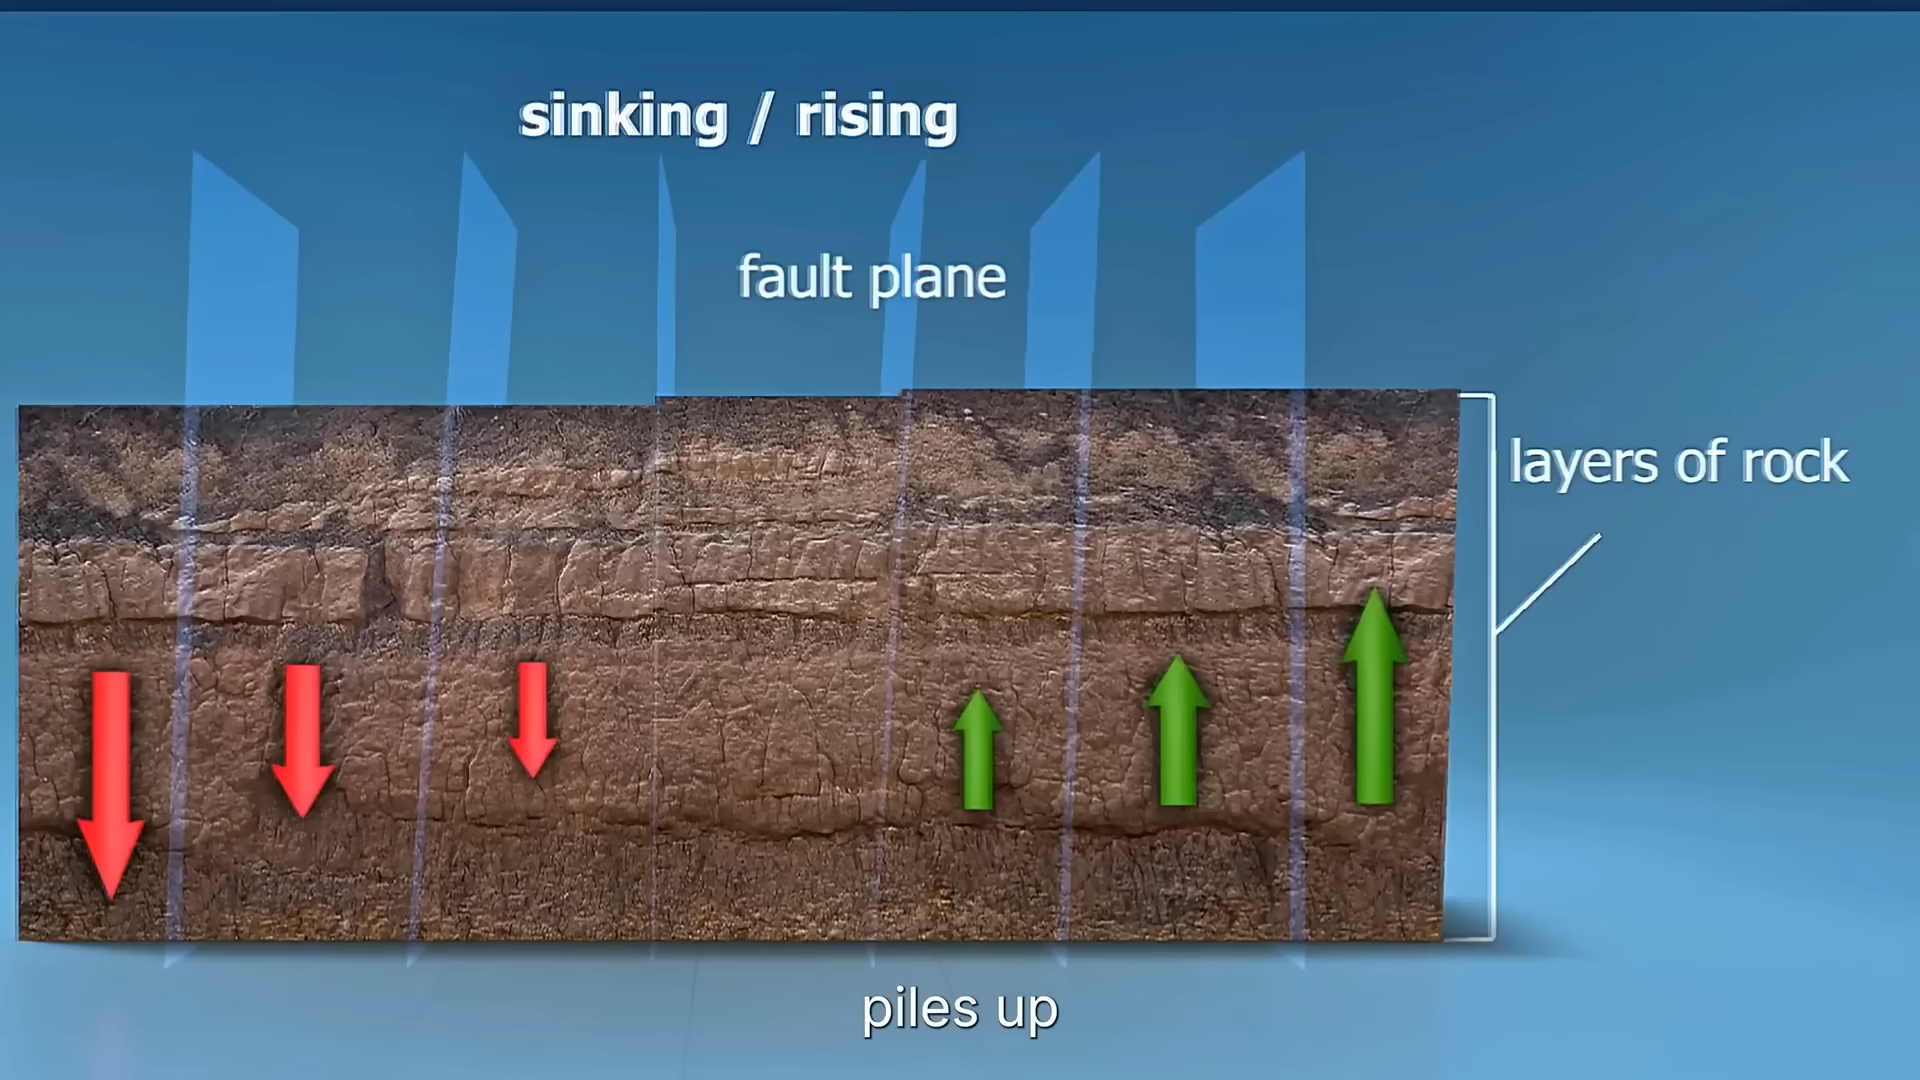 sinking / rising
fault plane
layers of rock
piles up